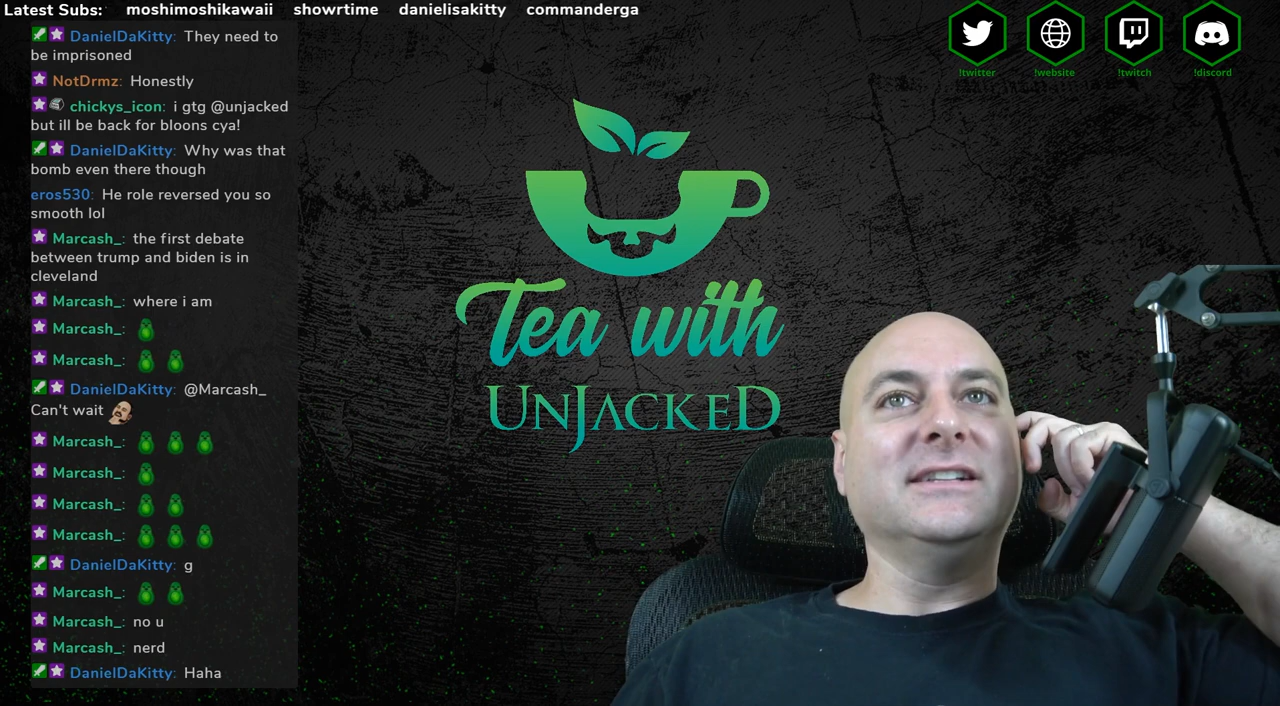 Latest Subs: moshimoshikawaii showrtime danielisakitty commanderga
DanielDaKitty: They need to
be imprisoned
NotDrmz: Honestly
chickys_icon: i gtg @unjacked
but ill be back for bloons cya!
DanielDaKitty: Why was that
bomb even there though
eros530: He role reversed you so
smooth lol
Marcash_: the first debate
between trump and biden is in
cleveland
Marcash_: where i am
Marcash_:
Marcash_:
DanielDaKitty: @Marcash_
Can't wait
Marcash_:
Marcash_:
Marcash_:
Marcash_:
DanielDaKitty: g
Marcash_:
Marcash_: no u
Marcash_: nerd
DanielDaKitty: Haha
Tea with
UNJACKED
!twitter !website !twitch !discord